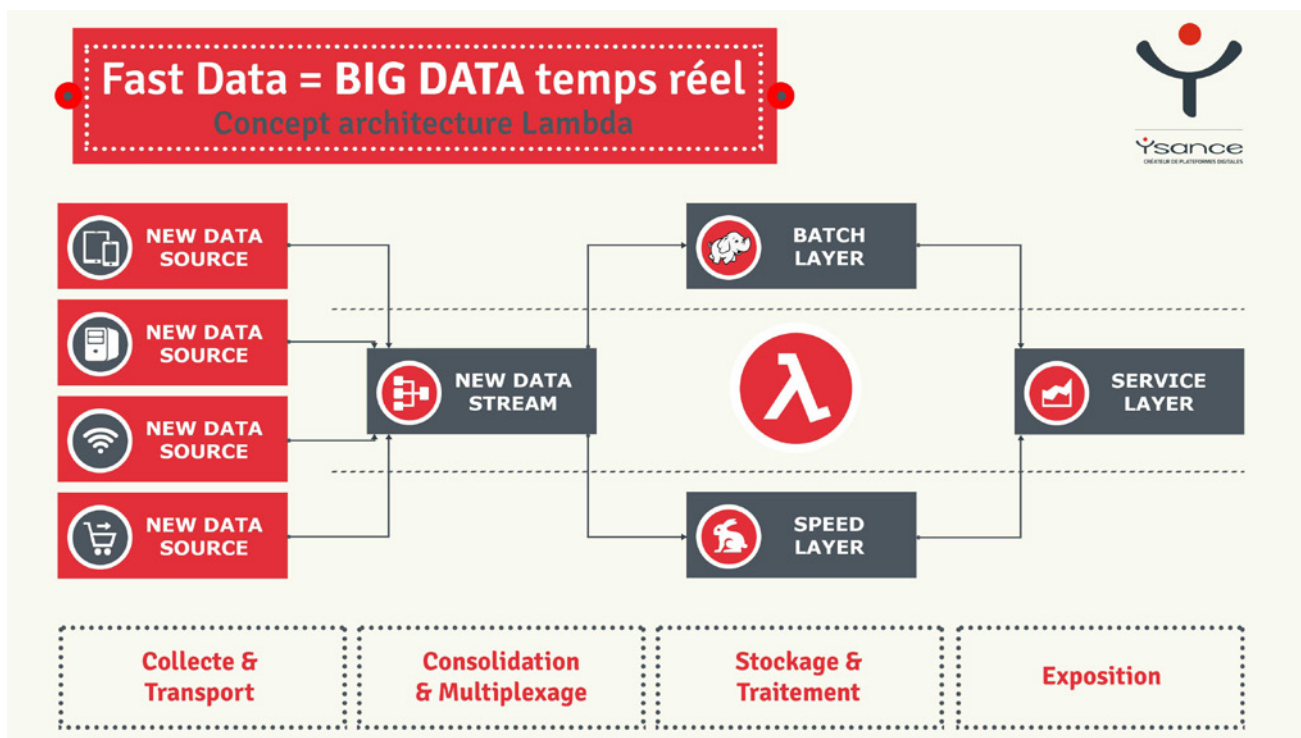 Fast Data = BIG DATA temps réel
Concept architecture Lambda
Ysance
CRÉATEUR DE PLATEFORMES DIGITALES
NEW DATA
SOURCE
NEW DATA
SOURCE
NEW DATA
SOURCE
NEW DATA
SOURCE
NEW DATA
STREAM
BATCH
LAYER
λ
SPEED
LAYER
SERVICE
LAYER
Collecte &
Transport
Consolidation
& Multiplexage
Stockage &
Traitement
Exposition